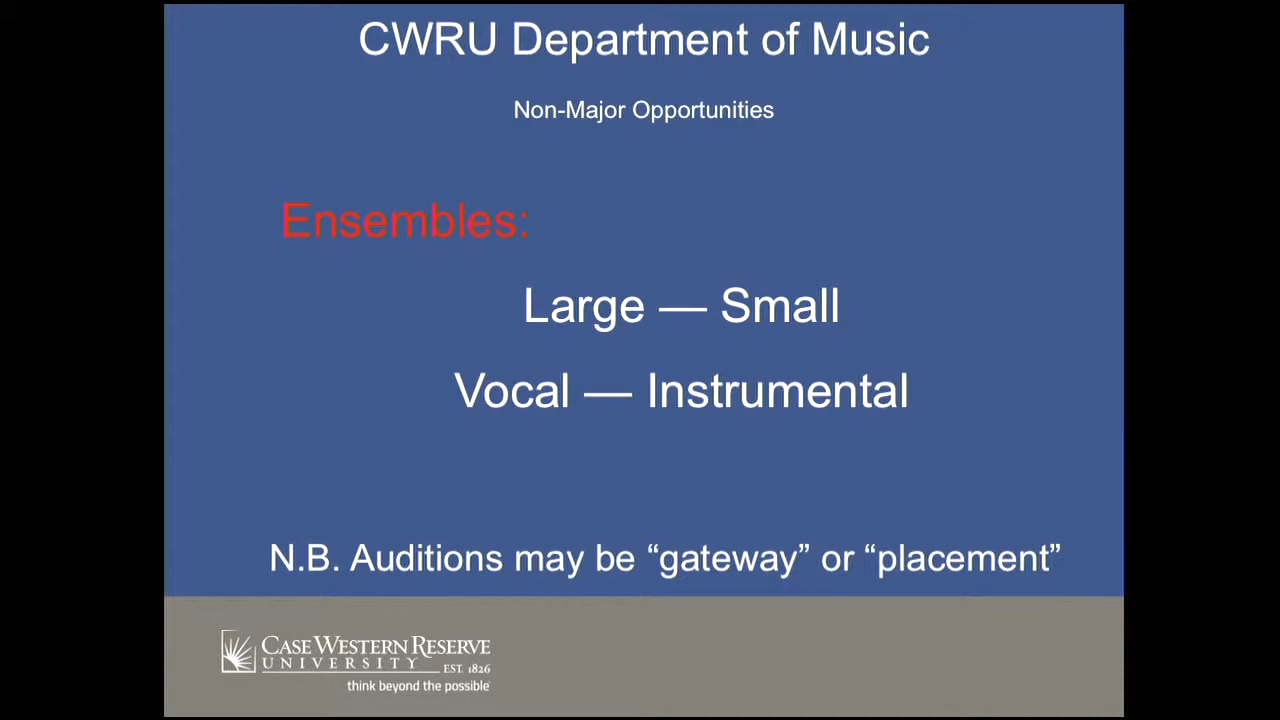 CWRU Department of Music
Non-Major Opportunities
Ensembles:
Large — Small
Vocal — Instrumental
N.B. Auditions may be “gateway” or “placement”
CASE WESTERN RESERVE
UNIVERSITY EST. 1826
think beyond the possible